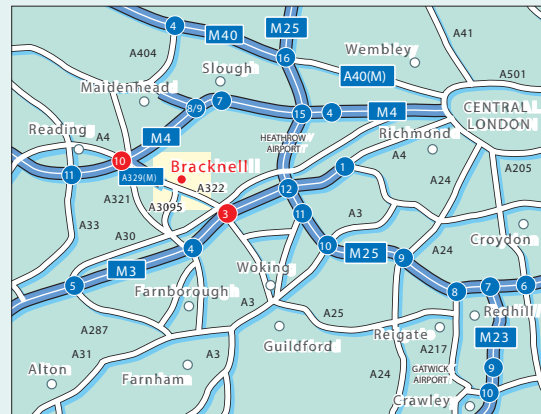 4
M40
M25
A41
A404
Wembley
16
Slough
A40(M)
A501
Maidenhead
8/9
7
15
4
M4
CENTRAL
LONDON
Reading
A4
M4
HEATHROW
AIRPORT
Richmond
10
Bracknell
1
A4
A205
11
A329(M)
A322
12
A24
A321
A3095
3
11
A3
A33
A30
Croydon
4
10
M25
9
A24
M3
Woking
5
8
7
6
Farnborough
A3
A25
Redhill
A287
Guildford
Reigate
M23
A31
A3
A217
Alton
Farnham
A24
GATWICK
AIRPORT
9
Crawley
10